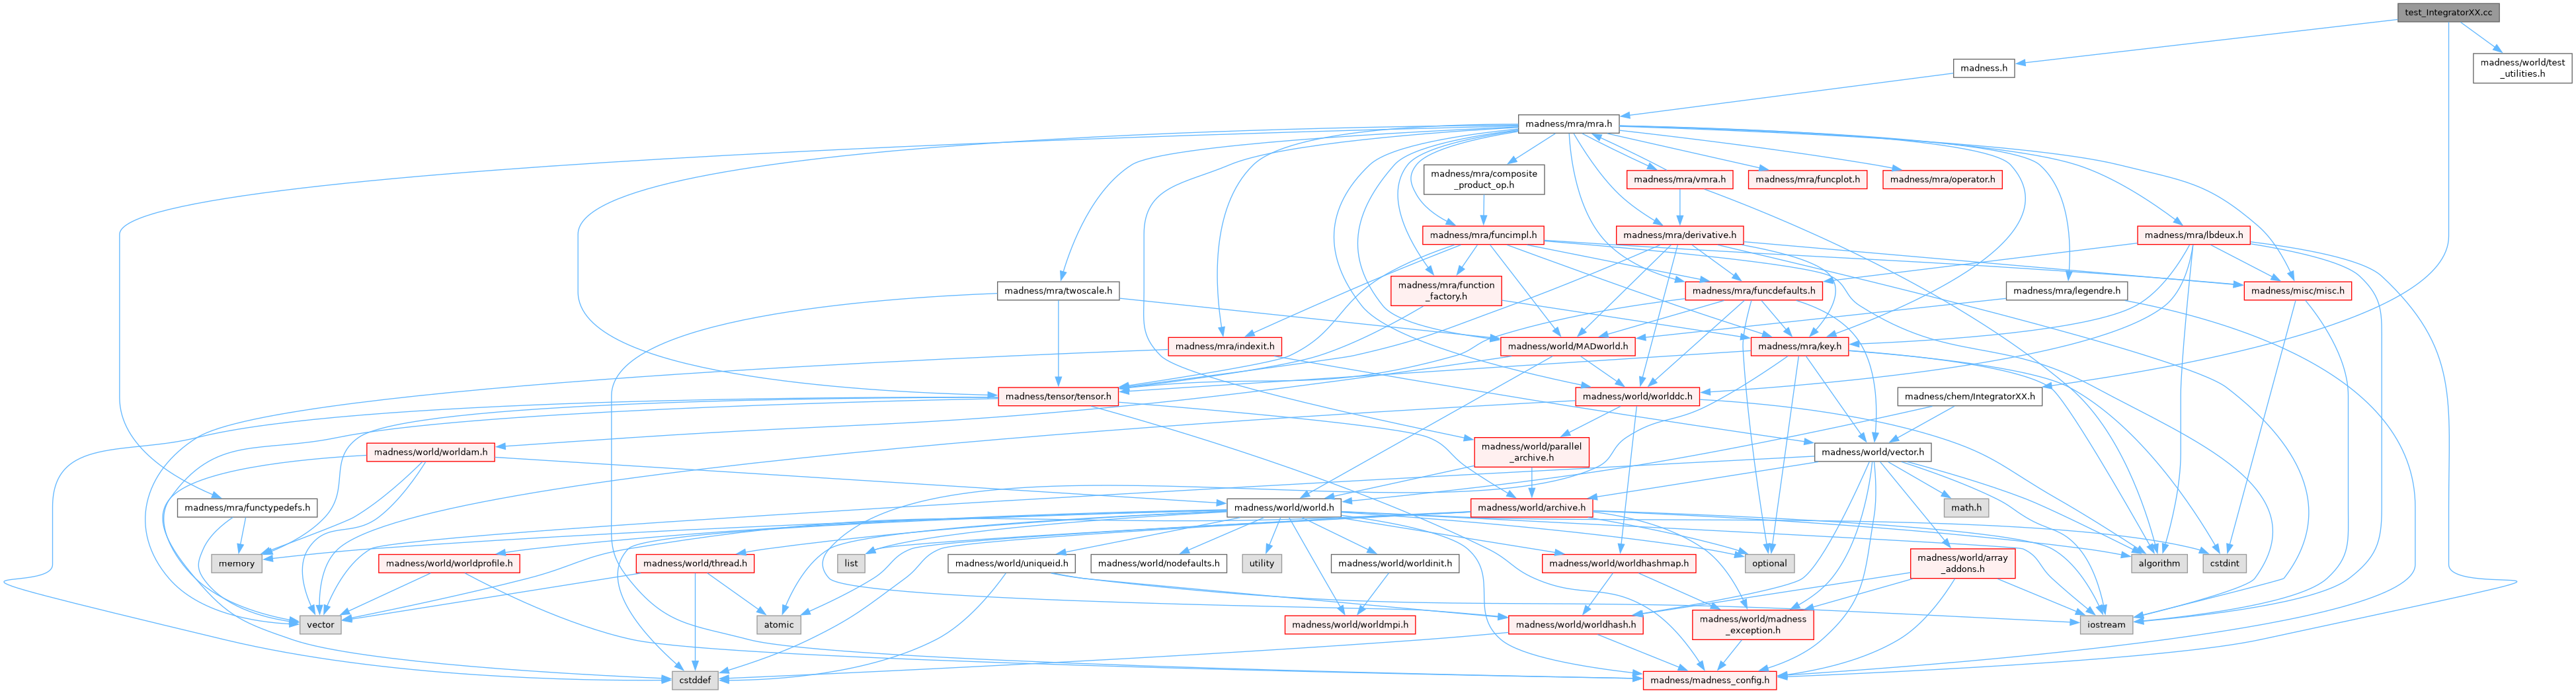 test_IntegratorXX.cc
madness.h
madness/world/test
_utilities.h
madness/mra/mra.h
madness/mra/composite
_product_op.h
madness/mra/vmra.h
madness/mra/funcplot.h
madness/mra/operator.h
madness/mra/funcimpl.h
madness/mra/derivative.h
madness/mra/lbdeux.h
madness/mra/twoscale.h
madness/mra/function
_factory.h
madness/mra/funcdefaults.h
madness/mra/legendre.h
madness/misc/misc.h
madness/mra/indexit.h
madness/world/MADworld.h
madness/mra/key.h
madness/tensor/tensor.h
madness/world/worlddc.h
madness/chem/IntegratorXX.h
madness/world/worldam.h
madness/world/parallel
_archive.h
madness/world/vector.h
madness/mra/functypedefs.h
madness/world/world.h
madness/world/archive.h
math.h
memory
madness/world/worldprofile.h
madness/world/thread.h
list
madness/world/uniqueid.h
madness/world/nodefaults.h
utility
madness/world/worldinit.h
madness/world/worldhashmap.h
optional
madness/world/array
_addons.h
algorithm
cstdint
vector
atomic
madness/world/worldmpi.h
madness/world/worldhash.h
madness/world/madness
_exception.h
iostream
cstddef
madness/madness_config.h